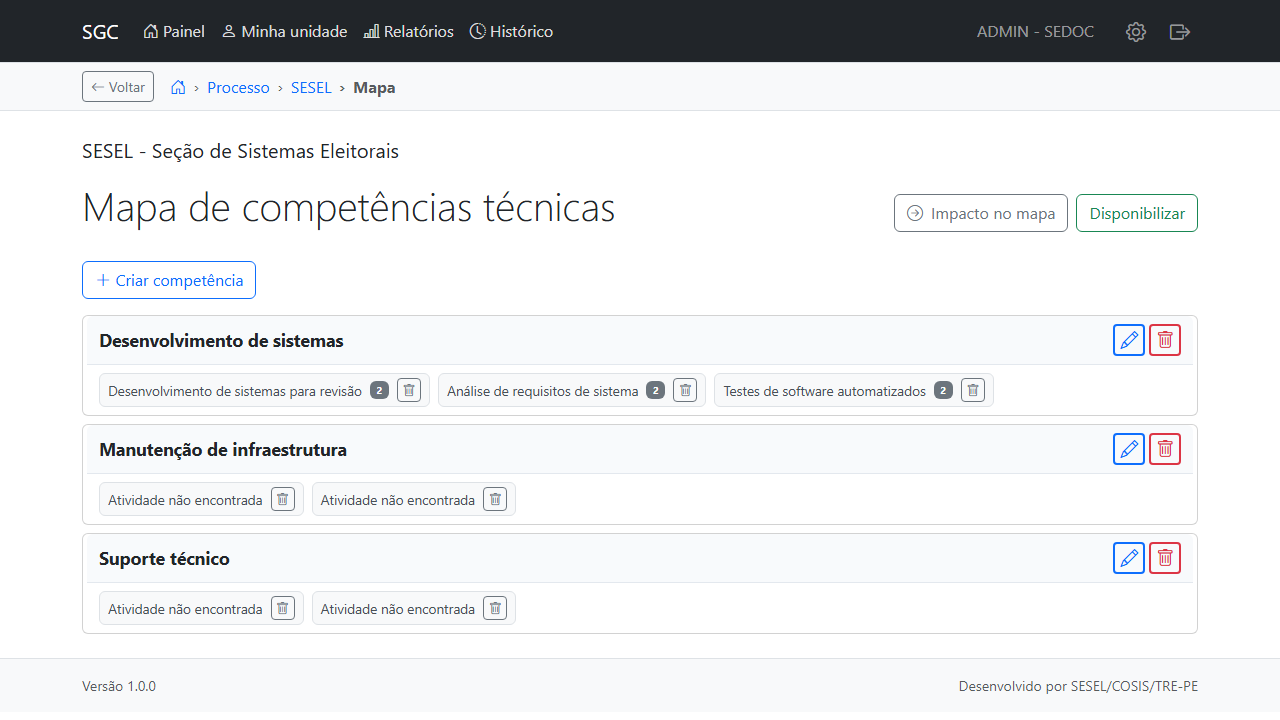 SGC Painel Minha unidade Relatórios Histórico ADMIN - SEDOC
Voltar › Processo › SESEL › Mapa
SESEL - Seção de Sistemas Eleitorais
Mapa de competências técnicas
Impacto no mapa Disponibilizar
Criar competência
Desenvolvimento de sistemas
Desenvolvimento de sistemas para revisão 2 Análise de requisitos de sistema 2 Testes de software automatizados 2
Manutenção de infraestrutura
Atividade não encontrada Atividade não encontrada
Suporte técnico
Atividade não encontrada Atividade não encontrada
Versão 1.0.0 Desenvolvido por SESEL/COSIS/TRE-PE